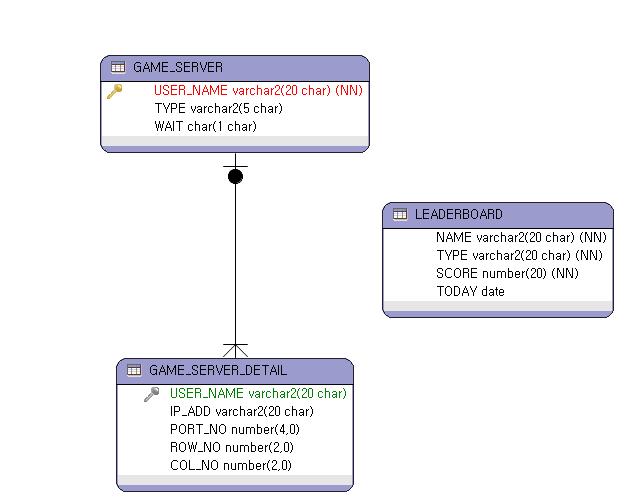 GAME_SERVER
USER_NAME varchar2(20 char) (NN)
TYPE varchar2(5 char)
WAIT char(1 char)
LEADERBOARD
NAME varchar2(20 char) (NN)
TYPE varchar2(20 char) (NN)
SCORE number(20) (NN)
TODAY date
GAME_SERVER_DETAIL
USER_NAME varchar2(20 char)
IP_ADD varchar2(20 char)
PORT_NO number(4,0)
ROW_NO number(2,0)
COL_NO number(2,0)